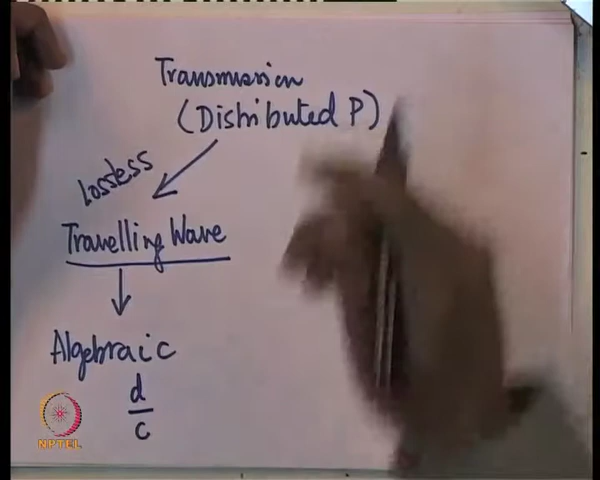 Transmission
(Distributed P)
Lossless
Travelling Wave
Algebraic
d
c
NPTEL